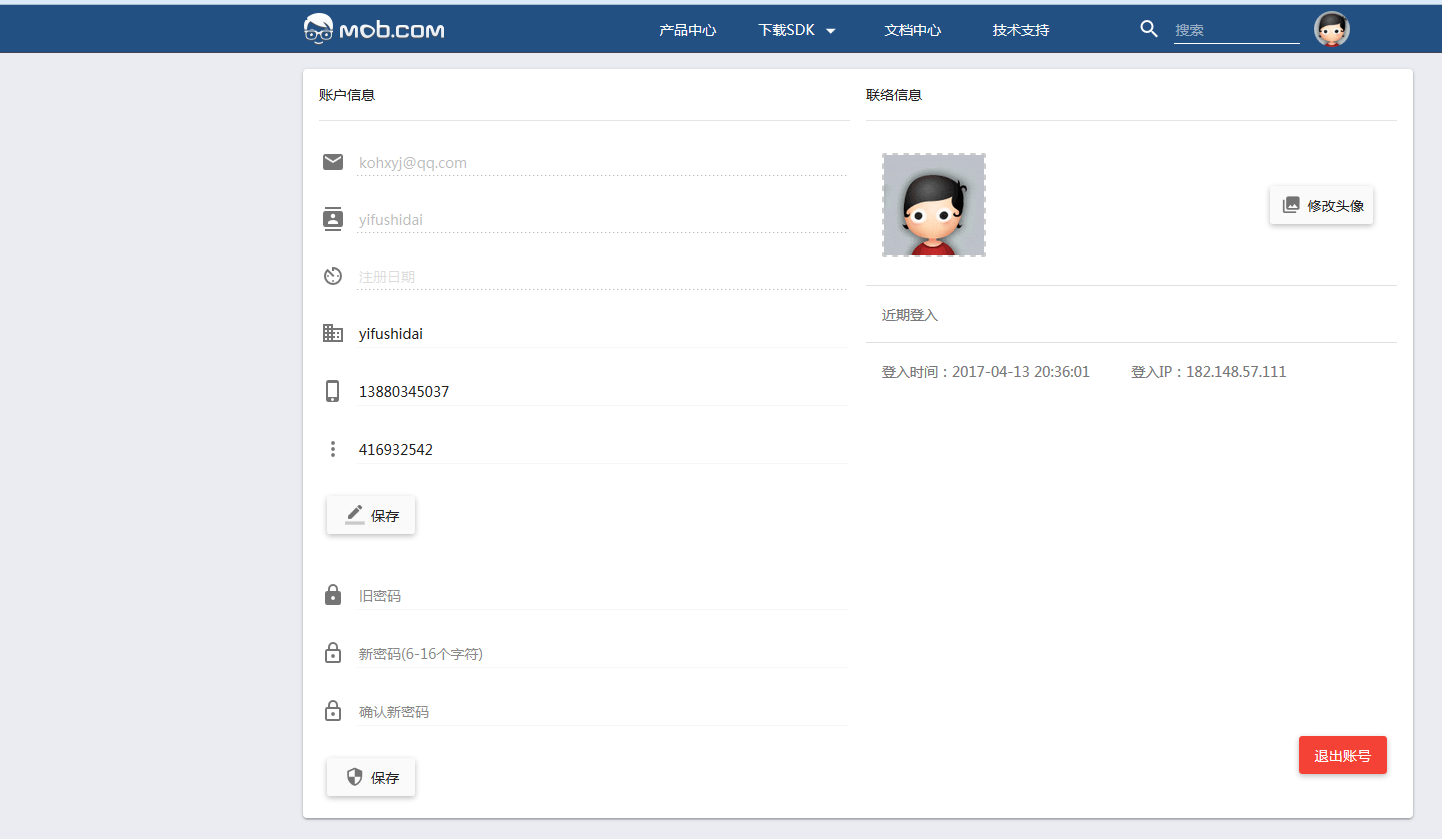 mob.com 产品中心 下载SDK 文档中心 技术支持 搜索
账户信息
kohxyj@qq.com
yifushidai
注册日期
yifushidai
13880345037
416932542
保存
旧密码
新密码(6-16个字符)
确认新密码
保存
联络信息
修改头像
近期登入
登入时间：2017-04-13 20:36:01 登入IP：182.148.57.111
退出账号